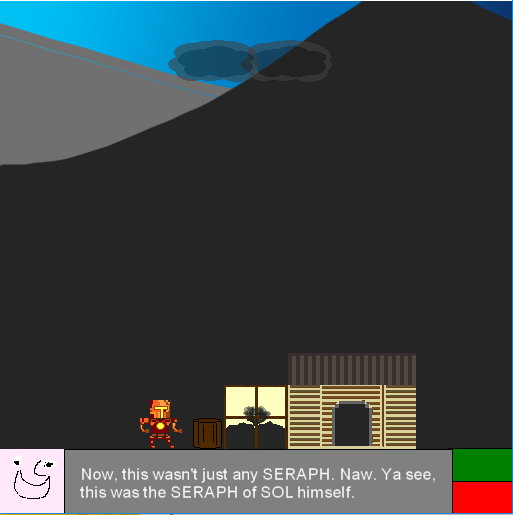 Now, this wasn't just any SERAPH. Naw. Ya see,
this was the SERAPH of SOL himself.